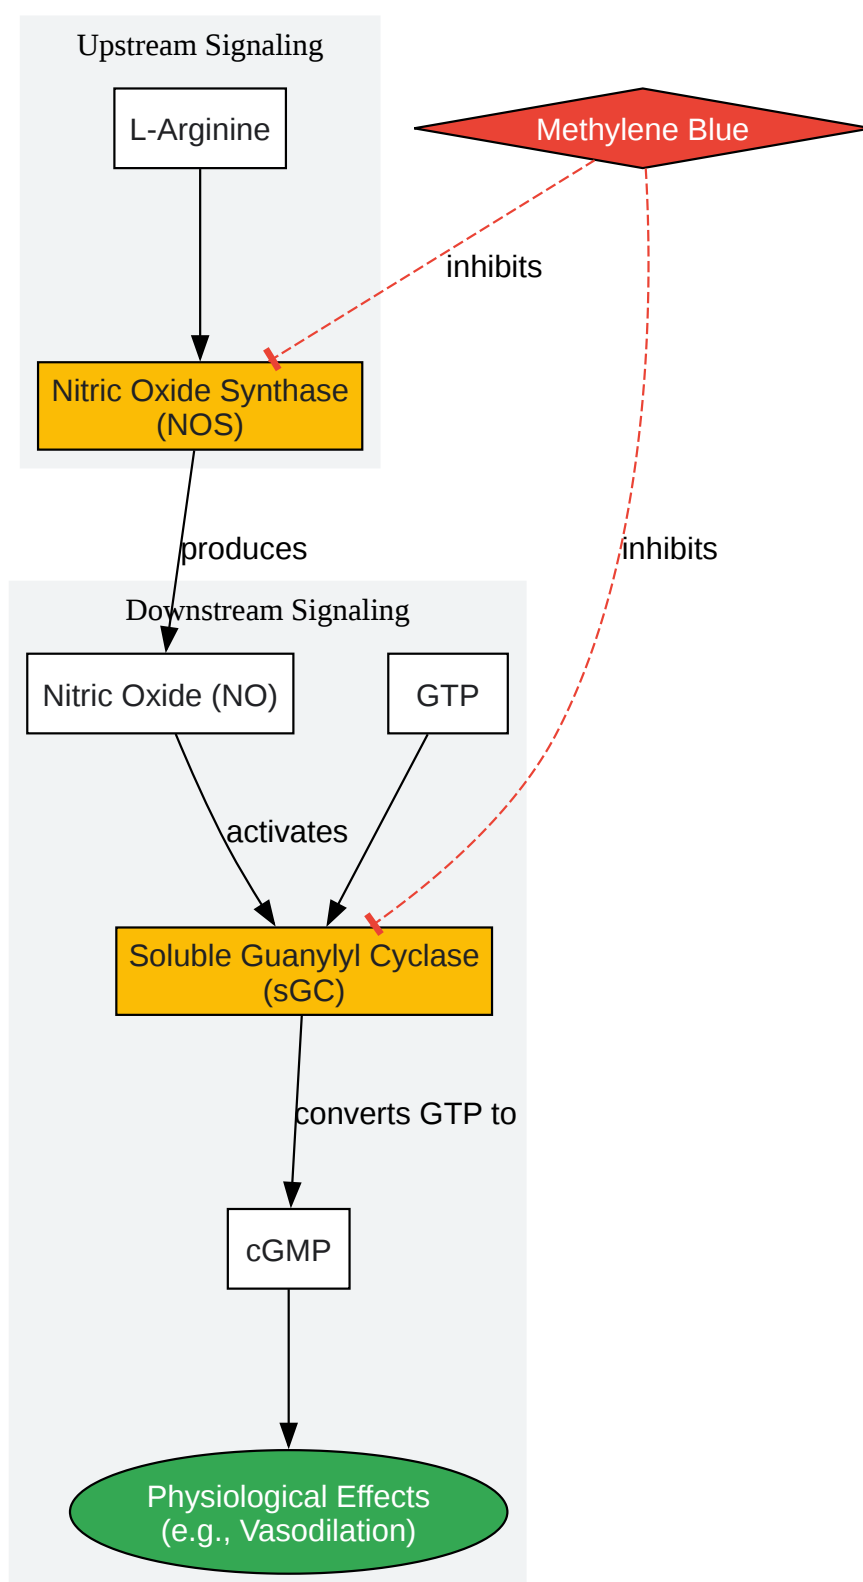 Upstream Signaling
L-Arginine
Methylene Blue
inhibits
Nitric Oxide Synthase
(NOS)
produces
inhibits
Downstream Signaling
Nitric Oxide (NO)
GTP
activates
Soluble Guanylyl Cyclase
(sGC)
converts GTP to
cGMP
Physiological Effects
(e.g., Vasodilation)